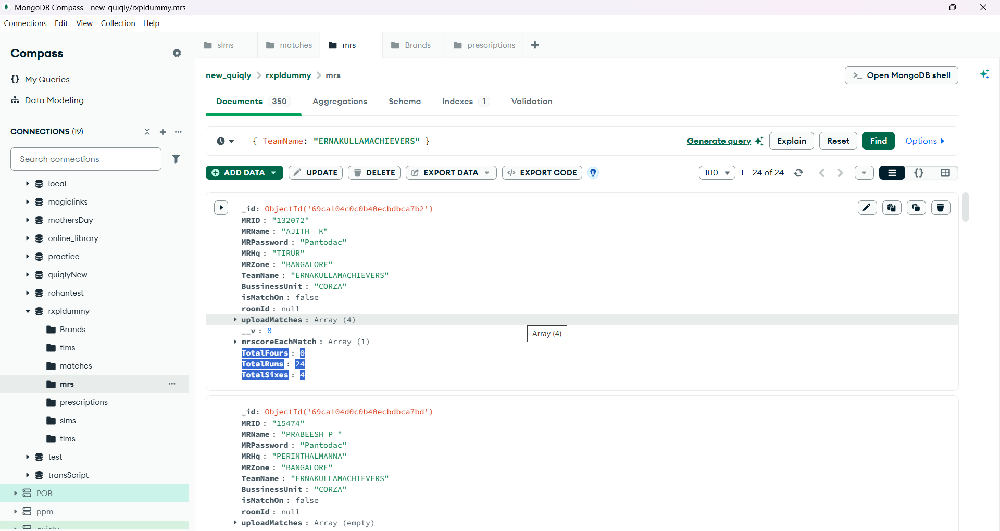 MongoDB Compass - new_quiqly/rxpldummy.mrs
Connections Edit View Collection Help
Compass
My Queries
Data Modeling
CONNECTIONS (19)
Search connections
local
magiclinks
mothersDay
online_library
practice
quiqlyNew
rohantest
rxpldummy
Brands
flms
matches
mrs
prescriptions
slms
tlms
test
transScript
POB
ppm
slms matches mrs Brands prescriptions
new_quiqly > rxpldummy > mrs
>_ Open MongoDB shell
Documents 350 Aggregations Schema Indexes 1 Validation
{ TeamName: "ERNAKULLAMACHIEVERS" }
Generate query Explain Reset Find Options
ADD DATA UPDATE DELETE EXPORT DATA EXPORT CODE
100 1 – 24 of 24
_id: ObjectId('69ca104c0c0b40ecbdbca7b2')
MRID : "132072"
MRName : "AJITH  K"
MRPassword : "Pantodac"
MRHq : "TIRUR"
MRZone : "BANGALORE"
TeamName : "ERNAKULLAMACHIEVERS"
BussinessUnit : "CORZA"
isMatchOn : false
roomId : null
uploadMatches : Array (4)
__v : 0
Array (4)
mrscoreEachMatch : Array (1)
TotalFours : 0
TotalRuns : 24
TotalSixes : 4
_id: ObjectId('69ca104d0c0b40ecbdbca7bd')
MRID : "15474"
MRName : "PRABEESH P "
MRPassword : "Pantodac"
MRHq : "PERINTHALMANNA"
MRZone : "BANGALORE"
TeamName : "ERNAKULLAMACHIEVERS"
BussinessUnit : "CORZA"
isMatchOn : false
roomId : null
uploadMatches : Array (empty)